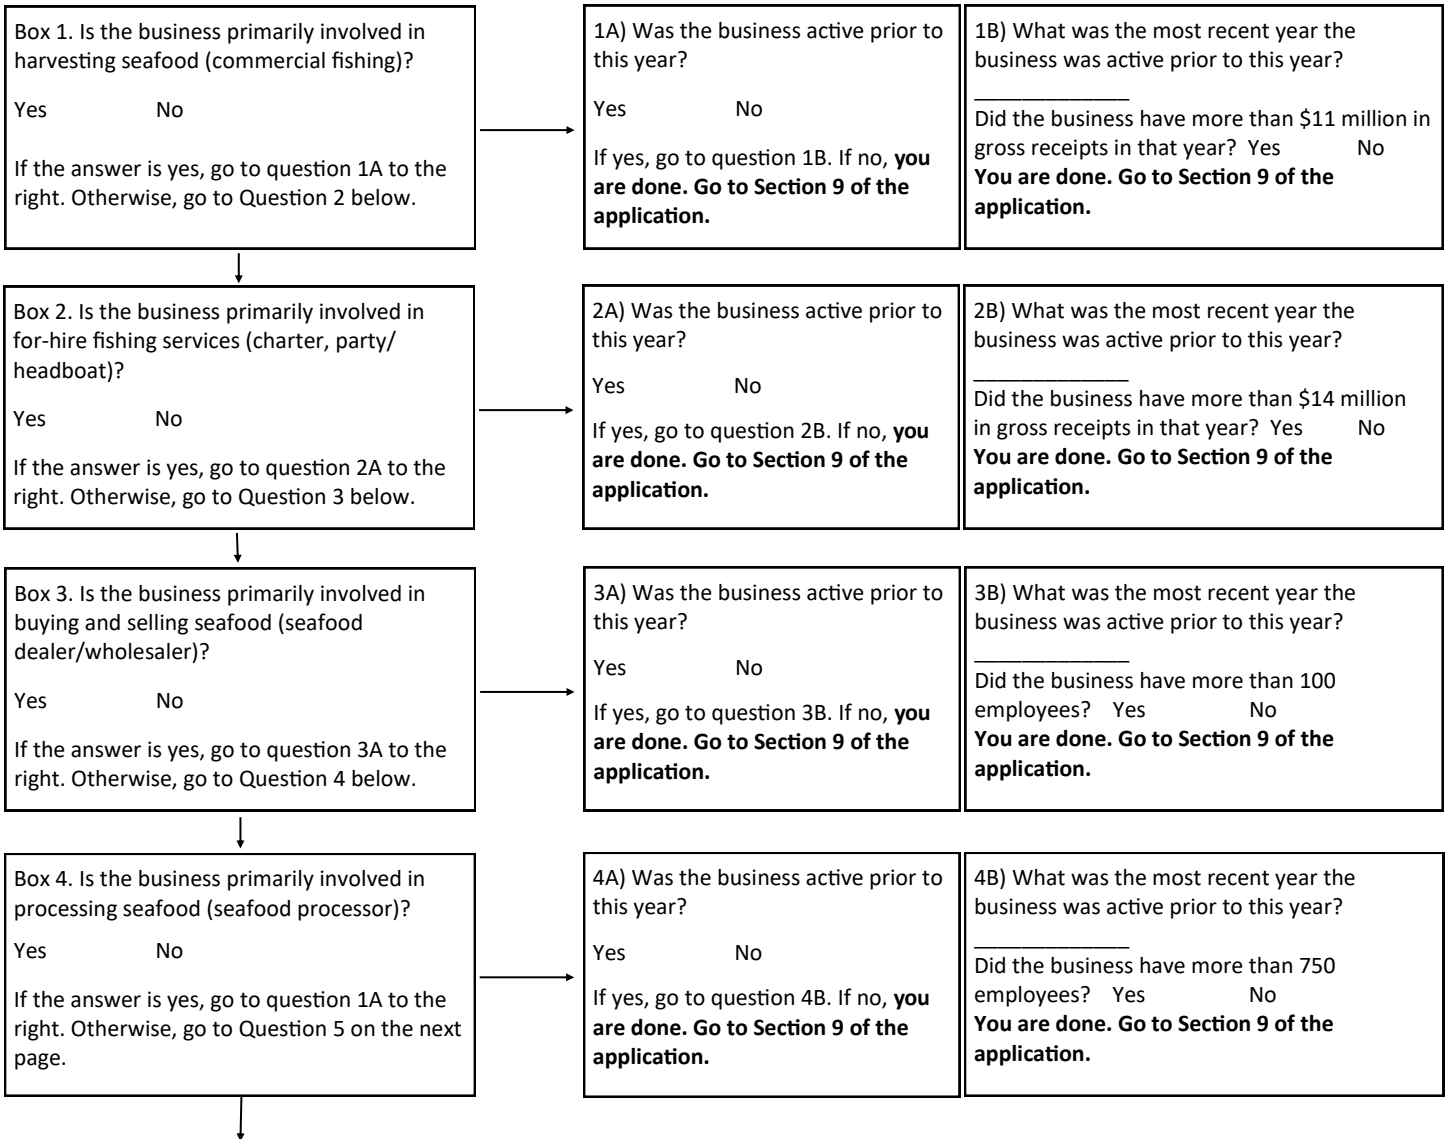 Box 1. Is the business primarily involved in
harvesting seafood (commercial fishing)?
Yes No
If the answer is yes, go to question 1A to the
right. Otherwise, go to Question 2 below.
1A) Was the business active prior to
this year?
Yes No
If yes, go to question 1B. If no, you
are done. Go to Section 9 of the
application.
1B) What was the most recent year the
business was active prior to this year?
______________
Did the business have more than $11 million in
gross receipts in that year? Yes No
You are done. Go to Section 9 of the
application.
Box 2. Is the business primarily involved in
for-hire fishing services (charter, party/
headboat)?
Yes No
If the answer is yes, go to question 2A to the
right. Otherwise, go to Question 3 below.
2A) Was the business active prior to
this year?
Yes No
If yes, go to question 2B. If no, you
are done. Go to Section 9 of the
application.
2B) What was the most recent year the
business was active prior to this year?
______________
Did the business have more than $14 million
in gross receipts in that year? Yes No
You are done. Go to Section 9 of the
application.
Box 3. Is the business primarily involved in
buying and selling seafood (seafood
dealer/wholesaler)?
Yes No
If the answer is yes, go to question 3A to the
right. Otherwise, go to Question 4 below.
3A) Was the business active prior to
this year?
Yes No
If yes, go to question 3B. If no, you
are done. Go to Section 9 of the
application.
3B) What was the most recent year the
business was active prior to this year?
______________
Did the business have more than 100
employees? Yes No
You are done. Go to Section 9 of the
application.
Box 4. Is the business primarily involved in
processing seafood (seafood processor)?
Yes No
If the answer is yes, go to question 1A to the
right. Otherwise, go to Question 5 on the next
page.
4A) Was the business active prior to
this year?
Yes No
If yes, go to question 4B. If no, you
are done. Go to Section 9 of the
application.
4B) What was the most recent year the
business was active prior to this year?
______________
Did the business have more than 750
employees? Yes No
You are done. Go to Section 9 of the
application.